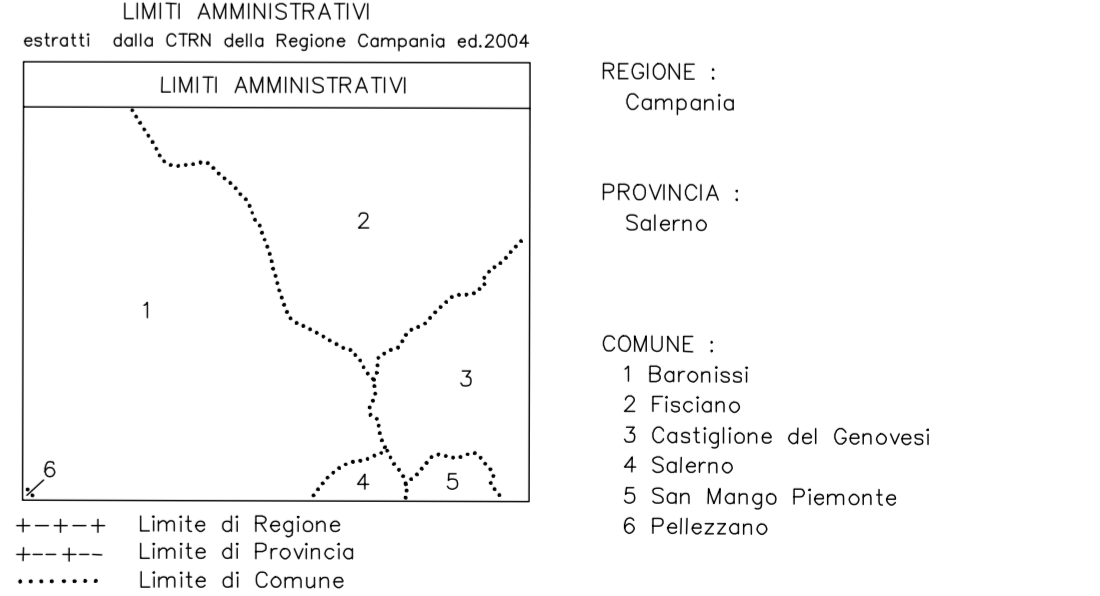 LIMITI AMMINISTRATIVI
estratti dalla CTRN della Regione Campania ed.2004
LIMITI AMMINISTRATIVI
2
1
3
6
4
5
+–+–+ Limite di Regione
+––+–– Limite di Provincia
········ Limite di Comune
REGIONE :
Campania
PROVINCIA :
Salerno
COMUNE :
1 Baronissi
2 Fisciano
3 Castiglione del Genovesi
4 Salerno
5 San Mango Piemonte
6 Pellezzano